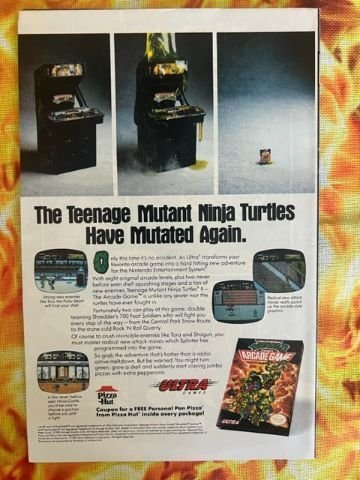 The Teenage Mutant Ninja Turtles
Have Mutated Again.
Only this time it's no accident. As Ultra® transforms your
favorite arcade game into a hard hitting new adventure
for the Nintendo Entertainment System®
With eight original arcade levels, plus two never
before seen shell squashing stages and a ton of
new enemies, Teenage Mutant Ninja Turtles® II –
The Arcade Game™ is unlike any sewer war the
turtles have ever fought in.
Fortunately two can play at this game, double
teaming Shredder's 700 Foot Soldiers, who will fight you
every step of the way – from the Central Park Snow Route
to the stone cold Rock 'N Roll Quarry.
Of course to crush invincible enemies like Tora and Shogun, you
must master radical new attack moves which Splinter has
programmed into the game.
So grab the adventure that's hotter than a radio-
active meltdown. But be warned. You might turn
green, grow a shell and suddenly start craving jumbo
pizzas with extra pepperonis.
Strong new enemies
like Tora the Polar Bear
will frost your shell.
Radical new attack
moves really punch
up the arcade-style
graphics.
In the never before
seen Ninja Castle,
you'd be wise to
choose a partner
before you pick
a fight.
Pizza
Hut
ULTRA
GAMES
Coupon for a FREE Personal Pan Pizza
from Pizza Hut inside every package!
ARCADE GAME
ULTRA